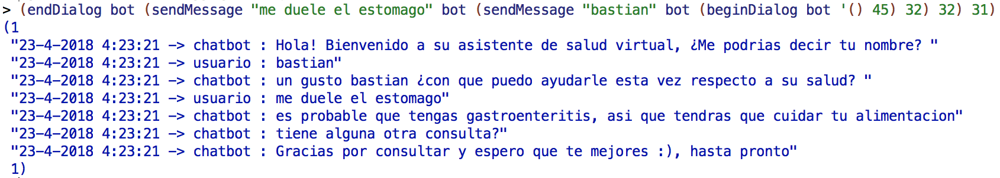 > (endDialog bot (sendMessage "me duele el estomago" bot (sendMessage "bastian" bot (beginDialog bot '() 45) 32) 32) 31)
(1
"23-4-2018 4:23:21 -> chatbot : Hola! Bienvenido a su asistente de salud virtual, ¿Me podrias decir tu nombre? "
"23-4-2018 4:23:21 -> usuario : bastian"
"23-4-2018 4:23:21 -> chatbot : un gusto bastian ¿con que puedo ayudarle esta vez respecto a su salud? "
"23-4-2018 4:23:21 -> usuario : me duele el estomago"
"23-4-2018 4:23:21 -> chatbot : es probable que tengas gastroenteritis, asi que tendras que cuidar tu alimentacion"
"23-4-2018 4:23:21 -> chatbot : tiene alguna otra consulta?"
"23-4-2018 4:23:21 -> chatbot : Gracias por consultar y espero que te mejores :), hasta pronto"
1)